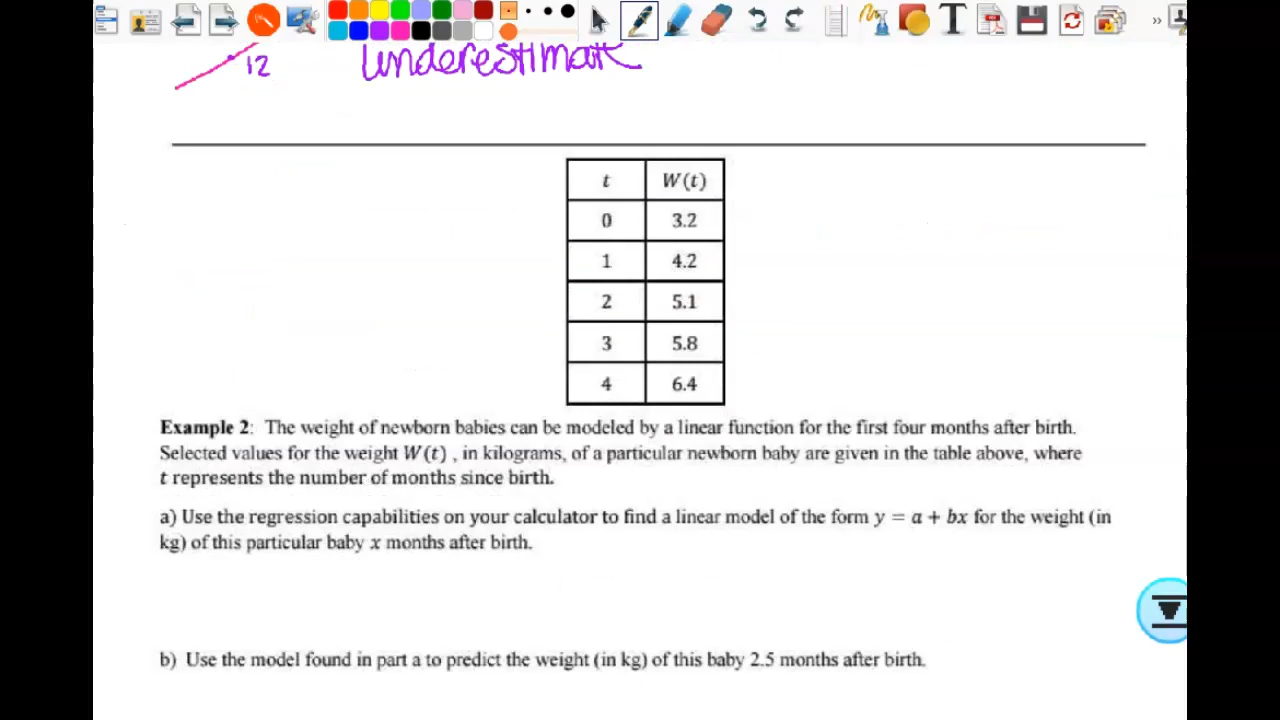 12 underestimate
t W(t)
0 3.2
1 4.2
2 5.1
3 5.8
4 6.4
Example 2: The weight of newborn babies can be modeled by a linear function for the first four months after birth.
Selected values for the weight W(t) , in kilograms, of a particular newborn baby are given in the table above, where
t represents the number of months since birth.
a) Use the regression capabilities on your calculator to find a linear model of the form y = a + bx for the weight (in
kg) of this particular baby x months after birth.
b) Use the model found in part a to predict the weight (in kg) of this baby 2.5 months after birth.